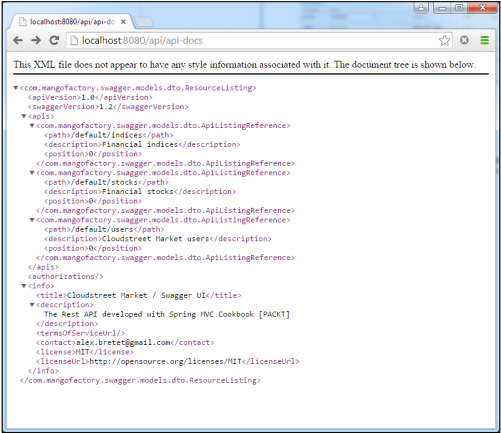 localhost:8080/api/api-do
localhost:8080/api/api-docs
This XML file does not appear to have any style information associated with it. The document tree is shown below.
▼<com.mangofactory.swagger.models.dto.ResourceListing>
<apiVersion>1.0</apiVersion>
<swaggerVersion>1.2</swaggerVersion>
▼<apis>
▼<com.mangofactory.swagger.models.dto.ApiListingReference>
<path>/default/indices</path>
<description>Financial indices</description>
<position>0</position>
</com.mangofactory.swagger.models.dto.ApiListingReference>
▼<com.mangofactory.swagger.models.dto.ApiListingReference>
<path>/default/stocks</path>
<description>Financial stocks</description>
<position>0</position>
</com.mangofactory.swagger.models.dto.ApiListingReference>
▼<com.mangofactory.swagger.models.dto.ApiListingReference>
<path>/default/users</path>
<description>Cloudstreet Market users</description>
<position>0</position>
</com.mangofactory.swagger.models.dto.ApiListingReference>
</apis>
<authorizations/>
▼<info>
<title>Cloudstreet Market / Swagger UI</title>
▼<description>
The Rest API developed with Spring MVC Cookbook [PACKT]
</description>
<termsOfServiceUrl/>
<contact>alex.bretet@gmail.com</contact>
<license>MIT</license>
<licenseUrl>http://opensource.org/licenses/MIT</licenseUrl>
</info>
</com.mangofactory.swagger.models.dto.ResourceListing>